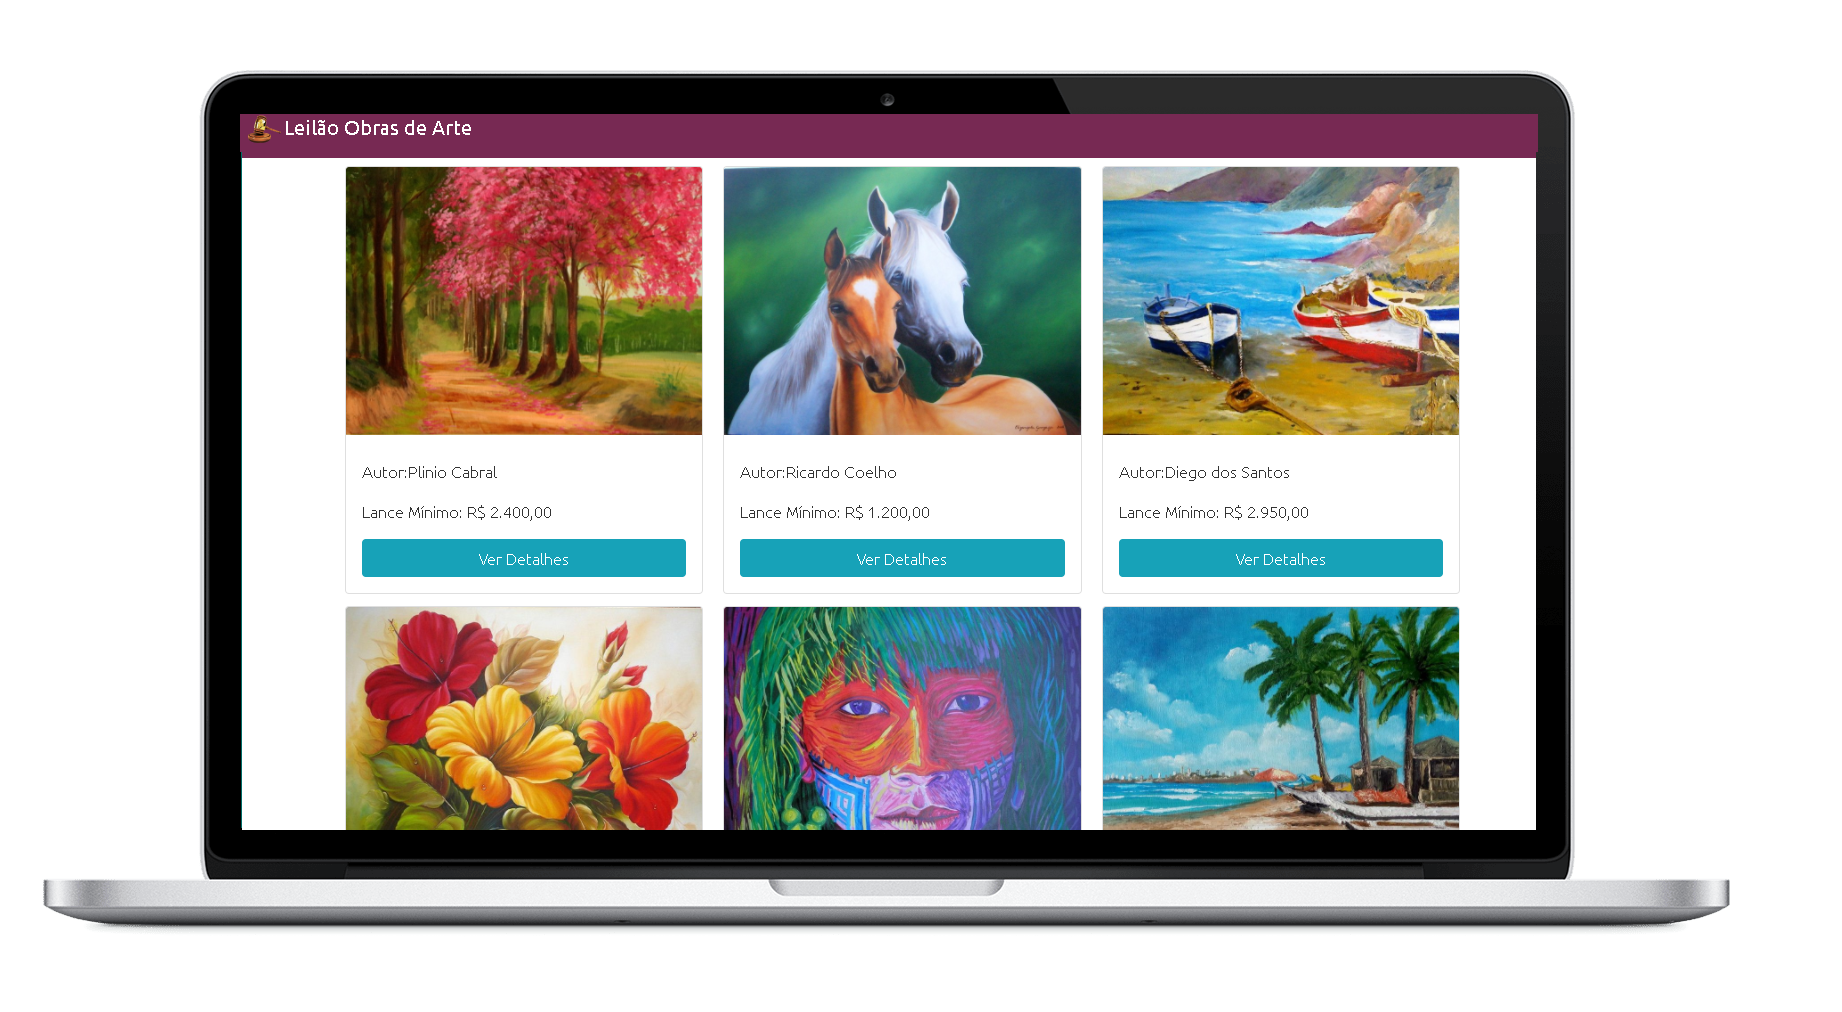 Leilão Obras de Arte
Autor:Plinio Cabral
Lance Mínimo: R$ 2.400,00
Ver Detalhes
Autor:Ricardo Coelho
Lance Mínimo: R$ 1.200,00
Ver Detalhes
Autor:Diego dos Santos
Lance Mínimo: R$ 2.950,00
Ver Detalhes